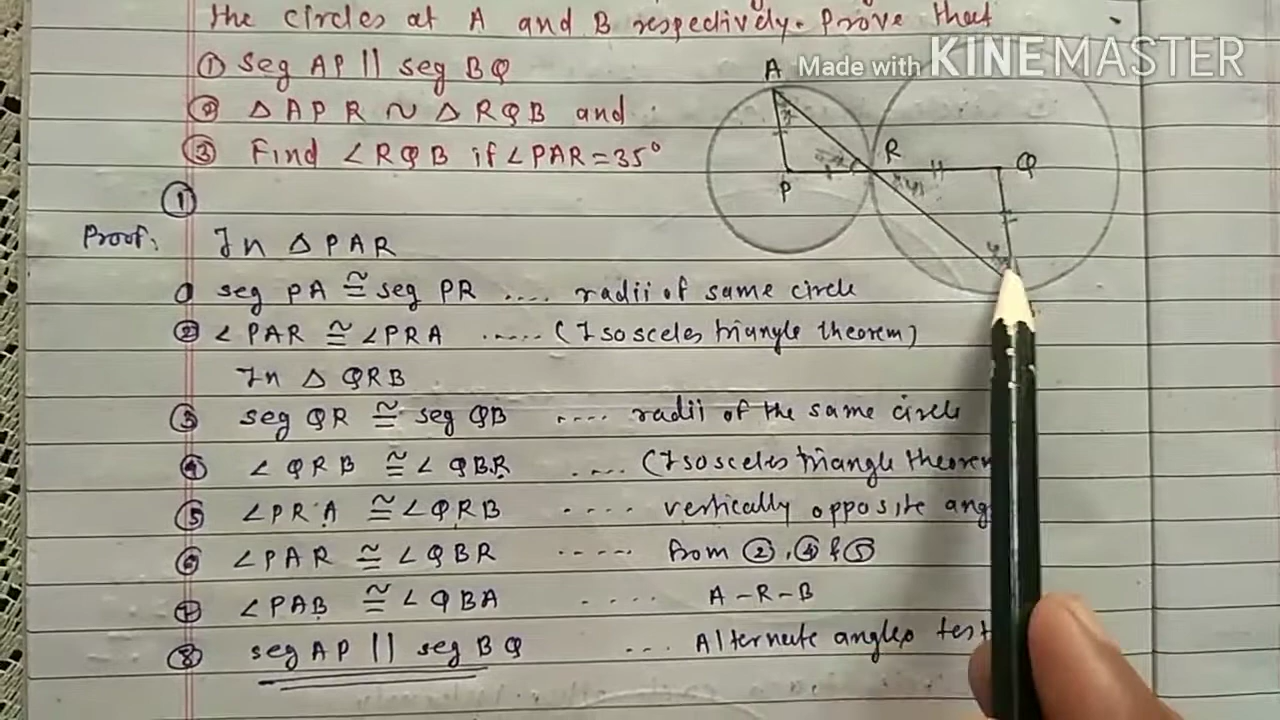 the circles at A and B respectively. Prove that
① seg AP || seg BQ
② △APR ~ △RQB and
③ Find ∠RQB if ∠PAR = 35°
①
Proof: In △PAR
① seg PA ≅ seg PR .... radii of same circle
② ∠PAR ≅ ∠PRA ..... (Isosceles triangle theorem)
In △QRB
③ seg QR ≅ seg QB .... radii of the same circle
④ ∠QRB ≅ ∠QBR .... (Isosceles triangle theorem
⑤ ∠PRA ≅ ∠QRB .... vertically opposite ang
⑥ ∠PAR ≅ ∠QBR ..... from ②, ④ & ⑤
⑦ ∠PAB ≅ ∠QBA .... A-R-B
⑧ seg AP || seg BQ ... Alternate angles test
Made with KINEMASTER
A
R
Q
P